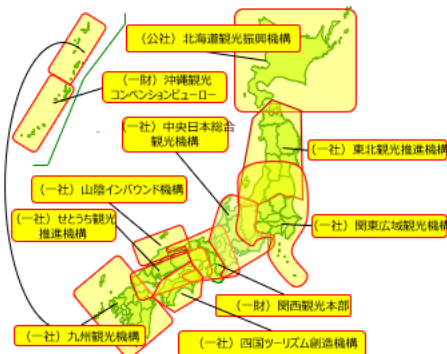 (公社)北海道観光振興機構
(一財)沖縄観光
コンベンションビューロー
(一社)中央日本総合
観光機構
(一社)東北観光推進機構
(一社)山陰インバウンド機構
(一社)せとうち観光
推進機構
(一社)関東広域観光機構
(一財)関西観光本部
(一社)九州観光機構
(一社)四国ツーリズム創造機構